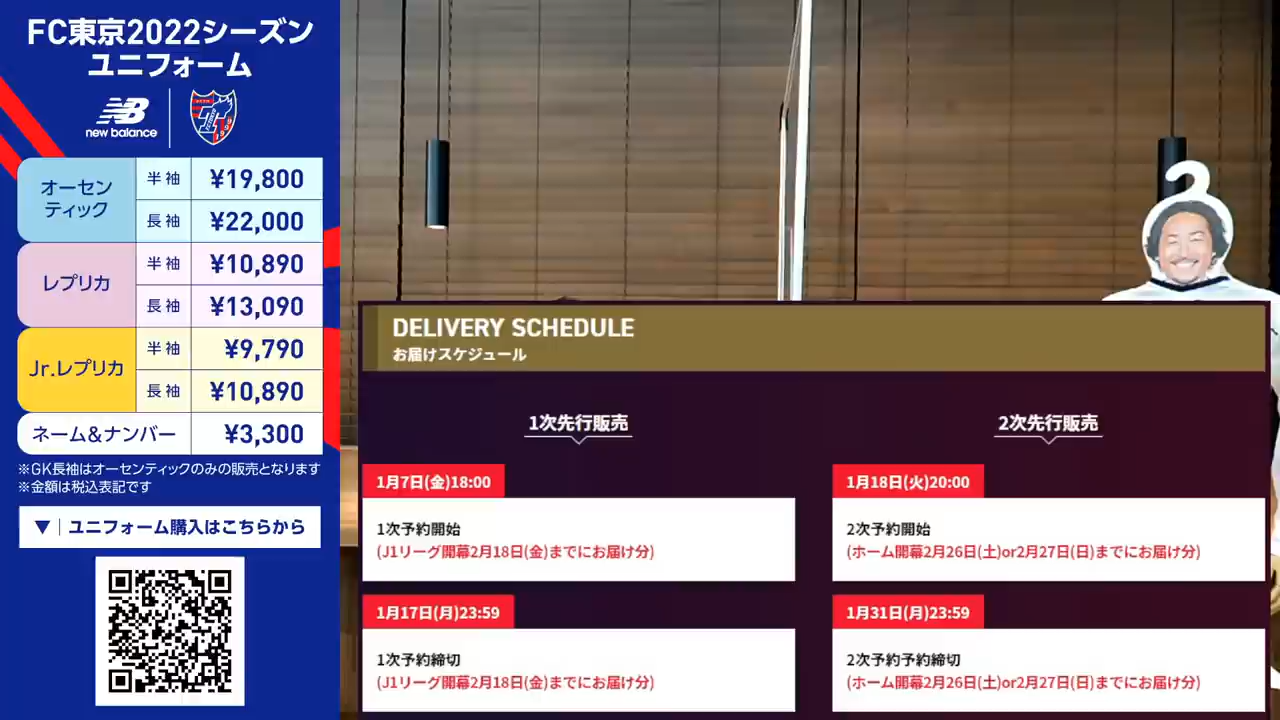 FC東京2022シーズン
ユニフォーム
new balance
オーセン
ティック
半袖
¥19,800
長袖
¥22,000
レプリカ
半袖
¥10,890
長袖
¥13,090
Jr.レプリカ
半袖
¥9,790
長袖
¥10,890
ネーム&ナンバー
¥3,300
※GK長袖はオーセンティックのみの販売となります
※金額は税込表記です
▼|ユニフォーム購入はこちらから
DELIVERY SCHEDULE
お届けスケジュール
1次先行販売
1月7日(金)18:00
1次予約開始
(J1リーグ開幕2月18日(金)までにお届け分)
1月17日(月)23:59
1次予約締切
(J1リーグ開幕2月18日(金)までにお届け分)
2次先行販売
1月18日(火)20:00
2次予約開始
(ホーム開幕2月26日(土)or2月27日(日)までにお届け分)
1月31日(月)23:59
2次予約予約締切
(ホーム開幕2月26日(土)or2月27日(日)までにお届け分)